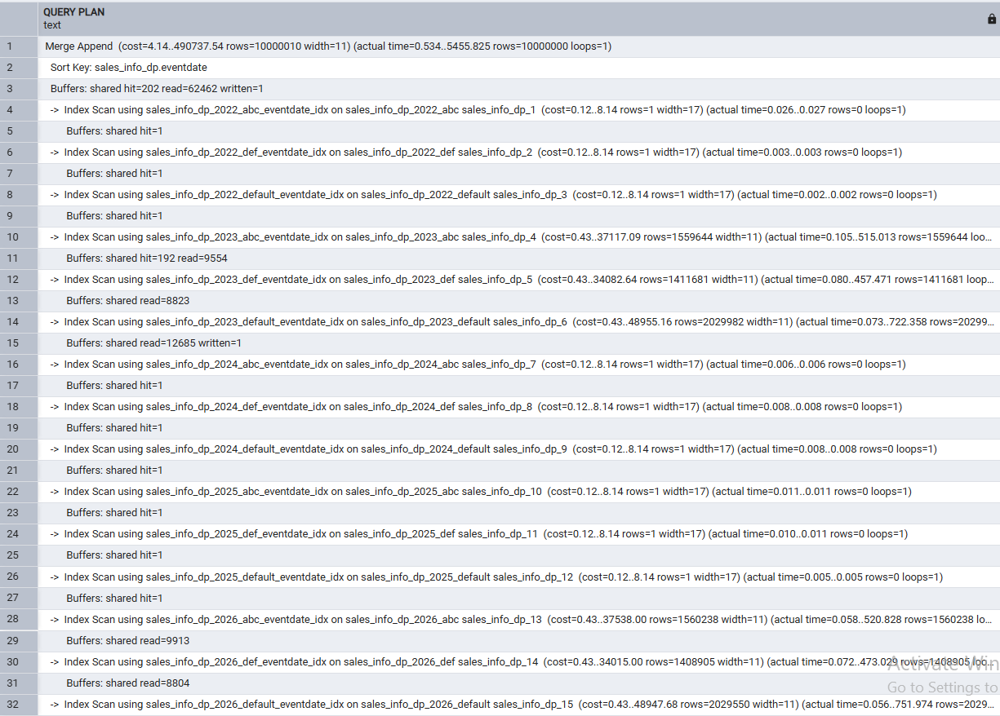 QUERY PLAN
text
1 Merge Append (cost=4.14..490737.54 rows=10000010 width=11) (actual time=0.534..5455.825 rows=10000000 loops=1)
2 Sort Key: sales_info_dp.eventdate
3 Buffers: shared hit=202 read=62462 written=1
4 -> Index Scan using sales_info_dp_2022_abc_eventdate_idx on sales_info_dp_2022_abc sales_info_dp_1 (cost=0.12..8.14 rows=1 width=17) (actual time=0.026..0.027 rows=0 loops=1)
5 Buffers: shared hit=1
6 -> Index Scan using sales_info_dp_2022_def_eventdate_idx on sales_info_dp_2022_def sales_info_dp_2 (cost=0.12..8.14 rows=1 width=17) (actual time=0.003..0.003 rows=0 loops=1)
7 Buffers: shared hit=1
8 -> Index Scan using sales_info_dp_2022_default_eventdate_idx on sales_info_dp_2022_default sales_info_dp_3 (cost=0.12..8.14 rows=1 width=17) (actual time=0.002..0.002 rows=0 loops=1)
9 Buffers: shared hit=1
10 -> Index Scan using sales_info_dp_2023_abc_eventdate_idx on sales_info_dp_2023_abc sales_info_dp_4 (cost=0.43..37117.09 rows=1559644 width=11) (actual time=0.105..515.013 rows=1559644 loo...
11 Buffers: shared hit=192 read=9554
12 -> Index Scan using sales_info_dp_2023_def_eventdate_idx on sales_info_dp_2023_def sales_info_dp_5 (cost=0.43..34082.64 rows=1411681 width=11) (actual time=0.080..457.471 rows=1411681 loop...
13 Buffers: shared read=8823
14 -> Index Scan using sales_info_dp_2023_default_eventdate_idx on sales_info_dp_2023_default sales_info_dp_6 (cost=0.43..48955.16 rows=2029982 width=11) (actual time=0.073..722.358 rows=20299...
15 Buffers: shared read=12685 written=1
16 -> Index Scan using sales_info_dp_2024_abc_eventdate_idx on sales_info_dp_2024_abc sales_info_dp_7 (cost=0.12..8.14 rows=1 width=17) (actual time=0.006..0.006 rows=0 loops=1)
17 Buffers: shared hit=1
18 -> Index Scan using sales_info_dp_2024_def_eventdate_idx on sales_info_dp_2024_def sales_info_dp_8 (cost=0.12..8.14 rows=1 width=17) (actual time=0.008..0.008 rows=0 loops=1)
19 Buffers: shared hit=1
20 -> Index Scan using sales_info_dp_2024_default_eventdate_idx on sales_info_dp_2024_default sales_info_dp_9 (cost=0.12..8.14 rows=1 width=17) (actual time=0.008..0.008 rows=0 loops=1)
21 Buffers: shared hit=1
22 -> Index Scan using sales_info_dp_2025_abc_eventdate_idx on sales_info_dp_2025_abc sales_info_dp_10 (cost=0.12..8.14 rows=1 width=17) (actual time=0.011..0.011 rows=0 loops=1)
23 Buffers: shared hit=1
24 -> Index Scan using sales_info_dp_2025_def_eventdate_idx on sales_info_dp_2025_def sales_info_dp_11 (cost=0.12..8.14 rows=1 width=17) (actual time=0.010..0.011 rows=0 loops=1)
25 Buffers: shared hit=1
26 -> Index Scan using sales_info_dp_2025_default_eventdate_idx on sales_info_dp_2025_default sales_info_dp_12 (cost=0.12..8.14 rows=1 width=17) (actual time=0.005..0.005 rows=0 loops=1)
27 Buffers: shared hit=1
28 -> Index Scan using sales_info_dp_2026_abc_eventdate_idx on sales_info_dp_2026_abc sales_info_dp_13 (cost=0.43..37538.00 rows=1560238 width=11) (actual time=0.058..520.828 rows=1560238 lo...
29 Buffers: shared read=9913
30 -> Index Scan using sales_info_dp_2026_def_eventdate_idx on sales_info_dp_2026_def sales_info_dp_14 (cost=0.43..34015.00 rows=1408905 width=11) (actual time=0.072..473.029 rows=1408905 loo...
Activate Win
31 Buffers: shared read=8804
Go to Settings to
32 -> Index Scan using sales_info_dp_2026_default_eventdate_idx on sales_info_dp_2026_default sales_info_dp_15 (cost=0.43..48947.68 rows=2029550 width=11) (actual time=0.056..751.974 rows=2029...